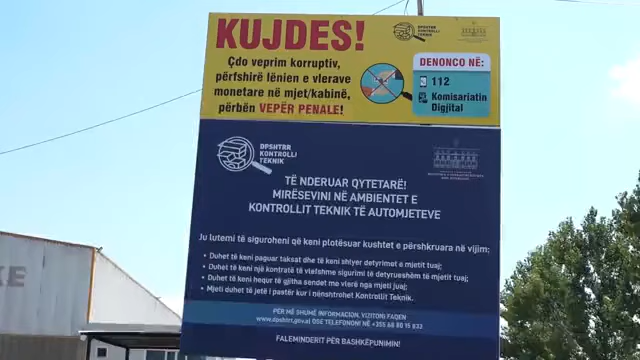 KUJDES!
Çdo veprim korruptiv,
përfshirë lënien e vlerave
monetare në mjet/kabinë,
përbën VEPËR PENALE!
DPSHTRR
KONTROLLI
TEKNIK
DENONCO NË:
112
Komisariatin
Digjital
DPSHTRR
KONTROLLI
TEKNIK
TË NDERUAR QYTETARË!
MIRËSEVINI NË AMBIENTET E
KONTROLLIT TEKNIK TË AUTOMJETEVE
Ju lutemi të siguroheni që keni plotësuar kushtet e përshkruara në vijim:
• Duhet të keni paguar taksat dhe të keni shlyer detyrimet e mjetit tuaj;
• Duhet të keni një kontratë të vlefshme sigurimi të detyrueshëm të mjetit tuaj;
• Duhet të keni hequr të gjitha sendet me vlerë nga mjeti juaj;
• Mjeti duhet të jetë i pastër kur i nënshtrohet Kontrollit Teknik.
PËR MË SHUMË INFORMACION, VIZITONI FAQEN
www.dpshtrr.gov.al OSE TELEFONONI NË +355 68 80 15 833
FALEMINDERIT PËR BASHKËPUNIMIN!
KE